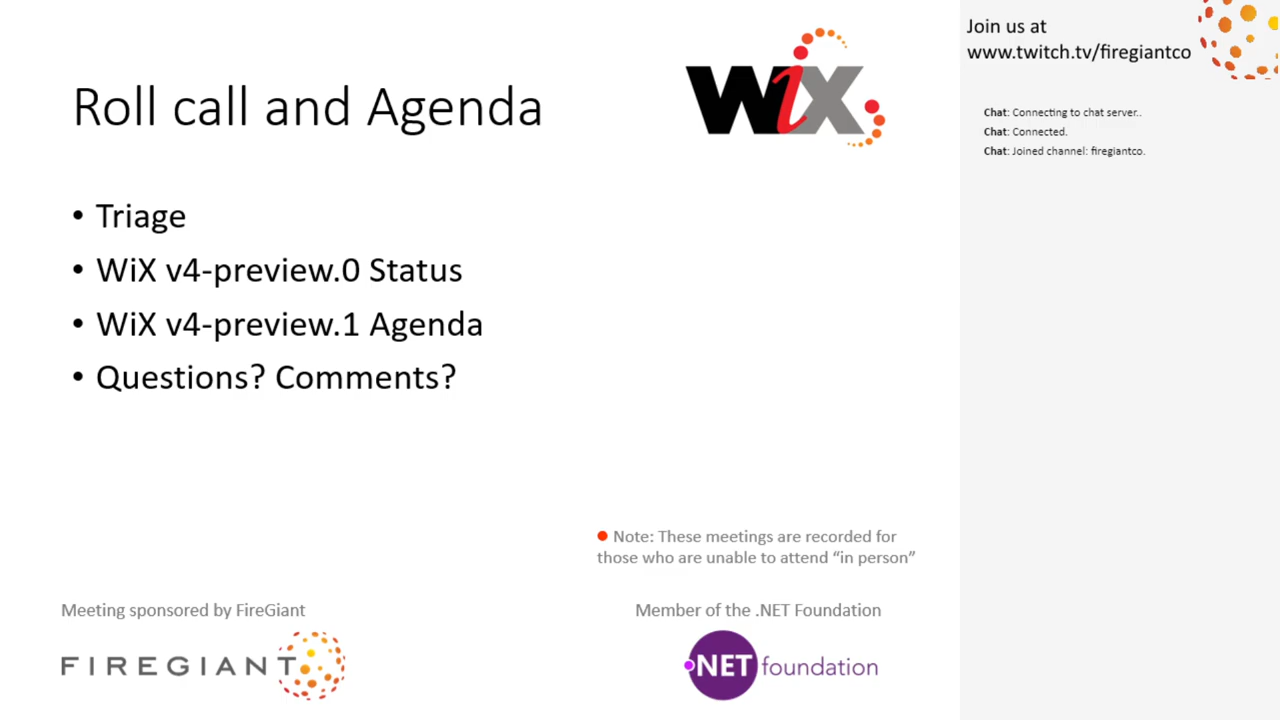 Roll call and Agenda
WiX
• Triage
• WiX v4-preview.0 Status
• WiX v4-preview.1 Agenda
• Questions? Comments?
Note: These meetings are recorded for
those who are unable to attend “in person”
Meeting sponsored by FireGiant
FIREGIANT
Member of the .NET Foundation
.NET foundation
Join us at
www.twitch.tv/firegiantco
Chat: Connecting to chat server..
Chat: Connected.
Chat: Joined channel: firegiantco.